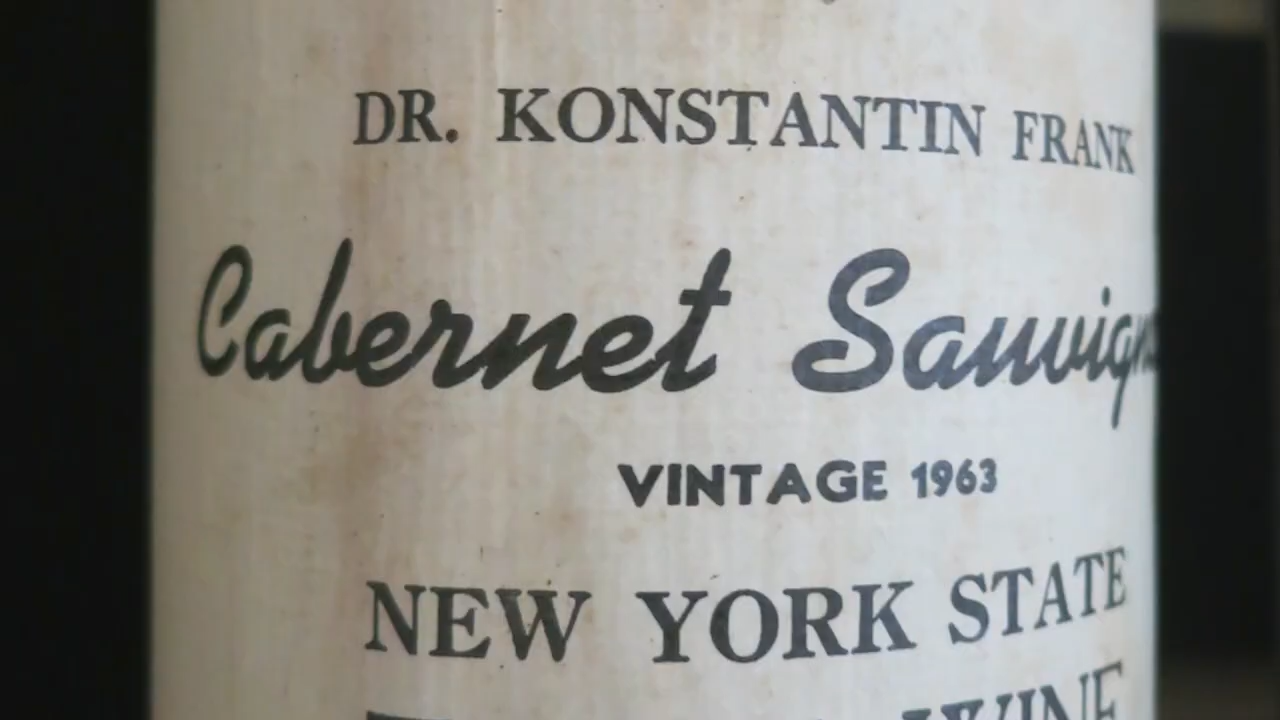 DR. KONSTANTIN FRANK
Cabernet Sauvign
VINTAGE 1963
NEW YORK STATE
WINE